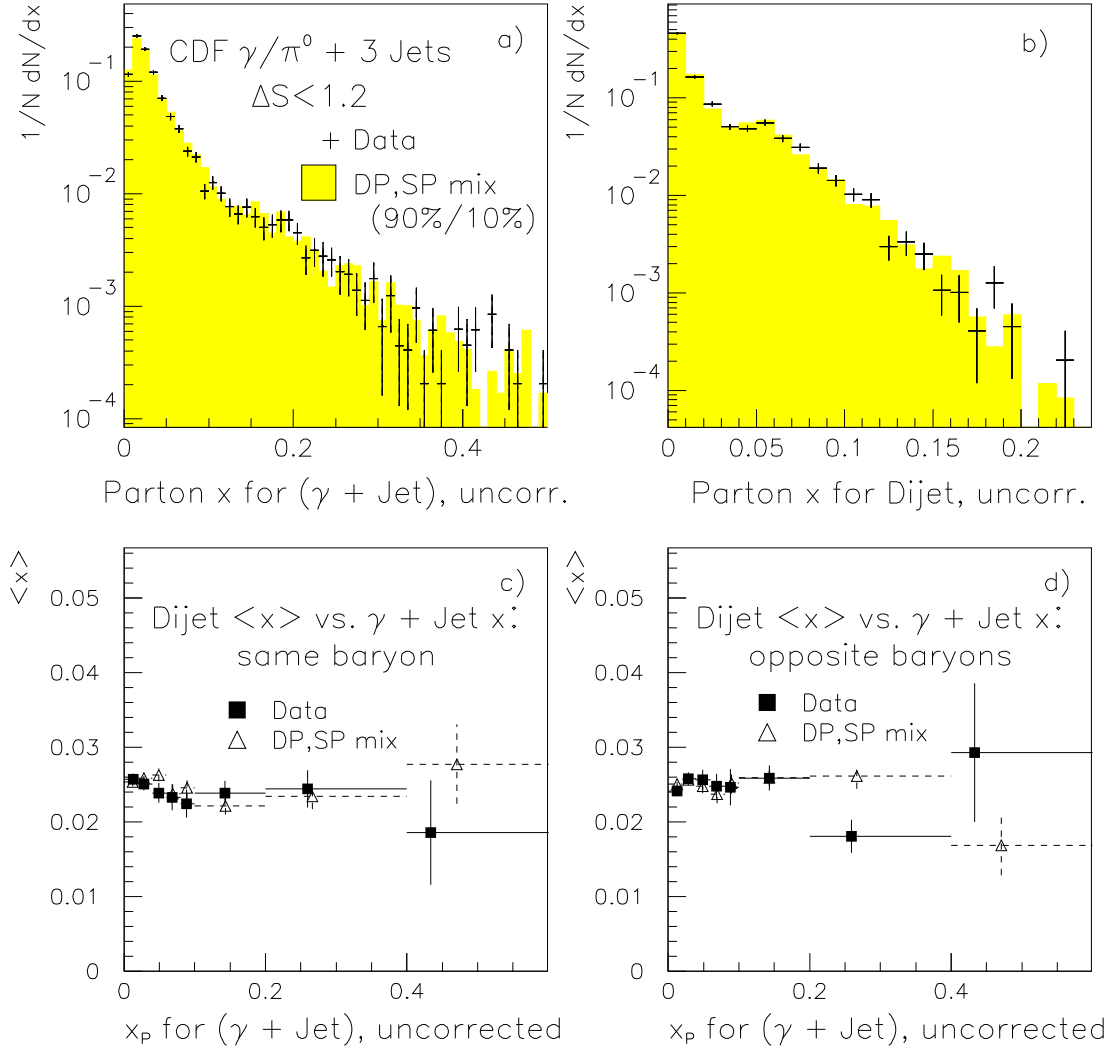 1/N dN/dx
10⁻¹
10⁻²
10⁻³
10⁻⁴
CDF γ/π⁰ + 3 Jets
a)
ΔS<1.2
+ Data
DP,SP mix
(90%/10%)
0 0.2 0.4
Parton x for (γ + Jet), uncorr.
1/N dN/dx
10⁻¹
10⁻²
10⁻³
10⁻⁴
b)
0 0.05 0.1 0.15 0.2
Parton x for Dijet, uncorr.
<x>
0.05
0.04
0.03
0.02
0.01
0
c)
Dijet <x> vs. γ + Jet x:
same baryon
Data
DP,SP mix
0 0.2 0.4
xₚ for (γ + Jet), uncorrected
<x>
0.05
0.04
0.03
0.02
0.01
0
d)
Dijet <x> vs. γ + Jet x:
opposite baryons
Data
DP,SP mix
0 0.2 0.4
xₚ for (γ + Jet), uncorrected